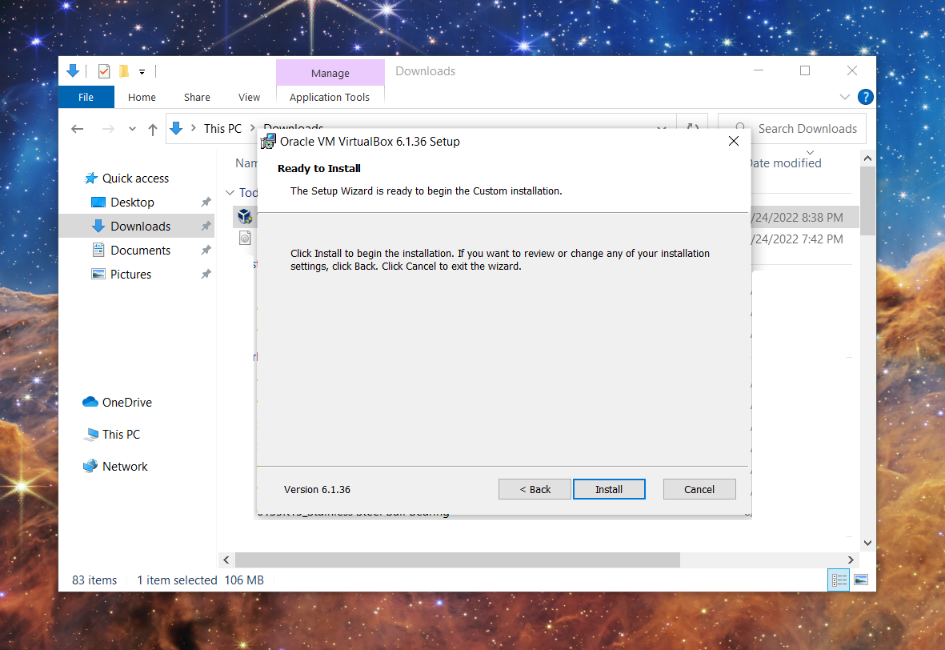 Manage
Downloads
File
Home
Share
View
Application Tools
This PC
Downloads
Search Downloads
Oracle VM VirtualBox 6.1.36 Setup
Ready to Install
The Setup Wizard is ready to begin the Custom installation.
Click Install to begin the installation. If you want to review or change any of your installation
settings, click Back. Click Cancel to exit the wizard.
Version 6.1.36
< Back
Install
Cancel
Quick access
Desktop
Downloads
Documents
Pictures
OneDrive
This PC
Network
Nam
Date modified
Tod
/24/2022 8:38 PM
/24/2022 7:42 PM
83 items
1 item selected
106 MB